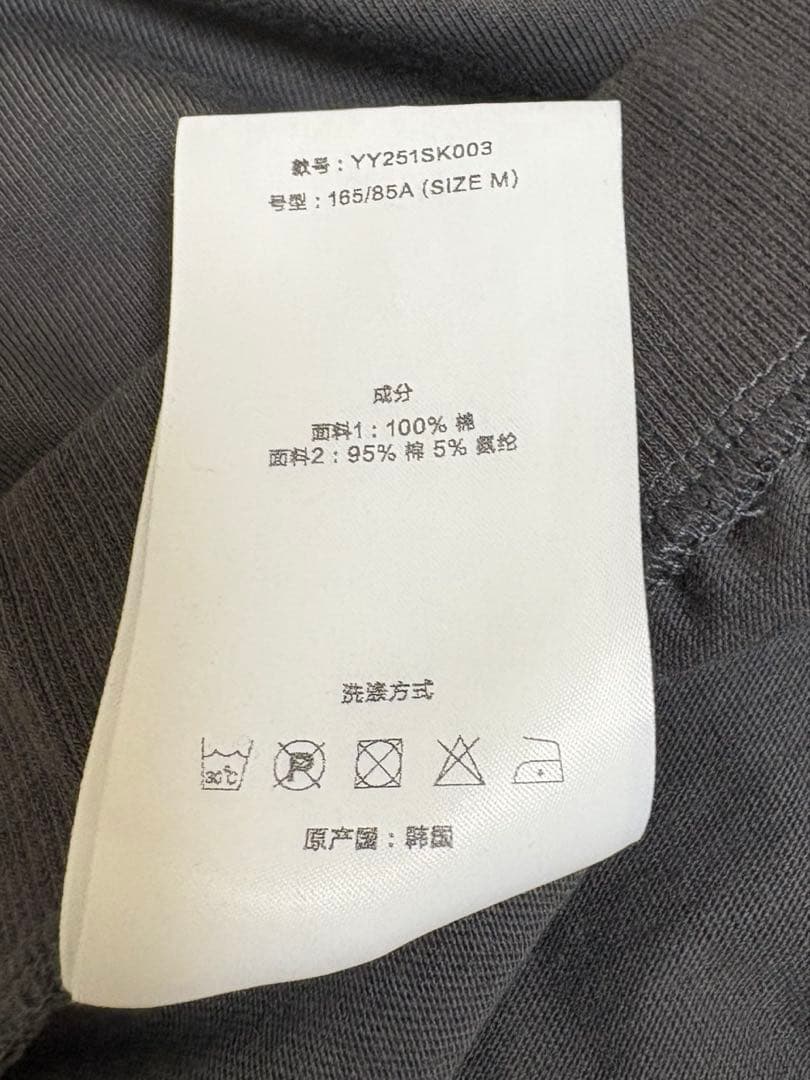 款号：YY251SK003
号型：165/85A (SIZE M)
成分
面料1：100% 棉
面料2：95% 棉 5% 氨纶
洗涤方式
30℃
P
原产国：韩国